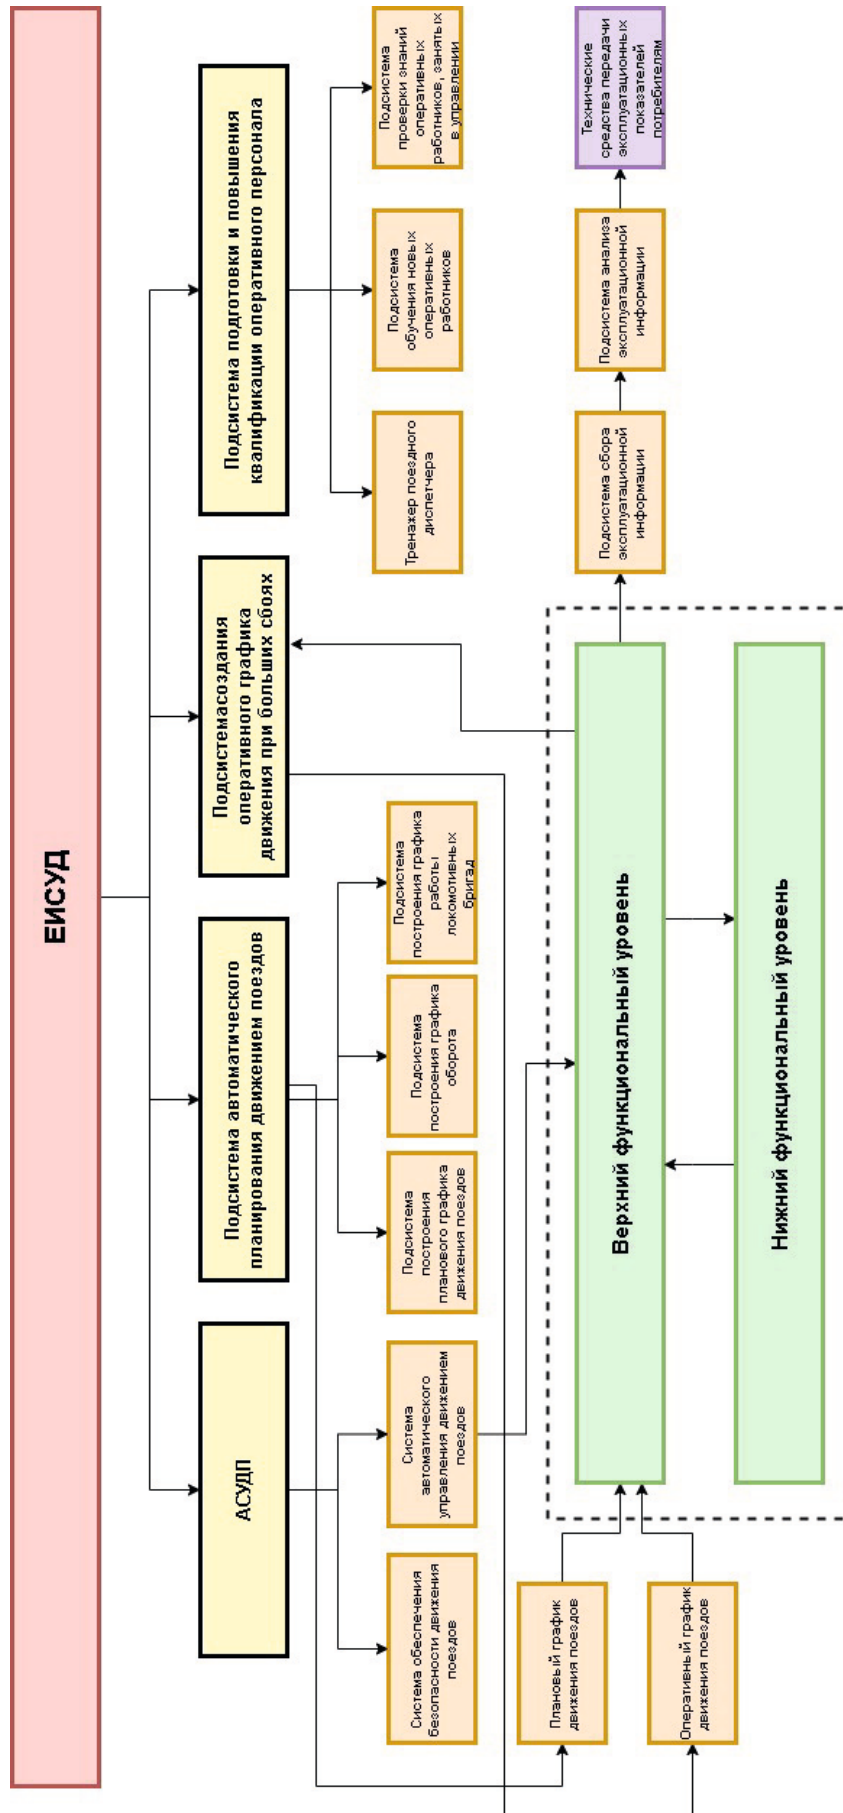 ЕИСУД
АСУДП
Подсистема автоматического
планирования движением поездов
Подсистемасоздания
оперативного графика
движения при больших сбоях
Подсистема подготовки и повышения
квалификации оперативного персонала
Система обеспечения
безопасности движения
поездов
Система
автоматического
управления движением
поездов
Подсистема
построения
планового графика
движения поездов
Подсистема
построения графика
оборота
Подсистема
построения графика
работы
локомотивных
бригад
Тренажер поездного
диспетчера
Подсистема
обучения новых
оперативных
работников
Подсистема
проверки знаний
оперативных
работников, занятых
в управлении
Плановый график
движения поездов
Оперативный график
движения поездов
Верхний функциональный уровень
Нижний функциональный уровень
Подсистема сбора
эксплуатационной
информации
Подсистема анализа
эксплуатационной
информации
Технические
средства передачи
эксплуатационных
показателей
потребителям